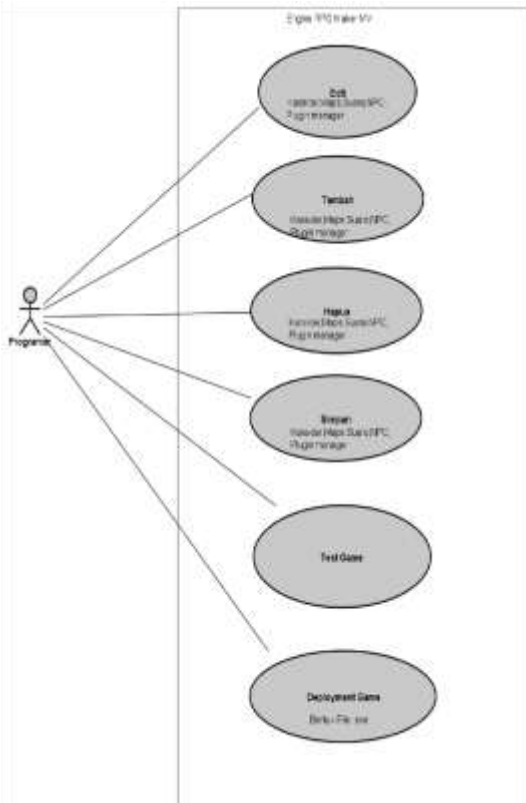 Engine RPG Maker MV
Edit
Karakter,Maps,Suara,NPC,
Plugin manager
Tambah
Karakter,Maps,Suara,NPC,
Plugin manager
Hapus
Karakter,Maps,Suara,NPC,
Plugin manager
Programer
Simpan
Karakter,Maps,Suara,NPC,
Plugin manager
Test Game
Deployment Game
File .exe